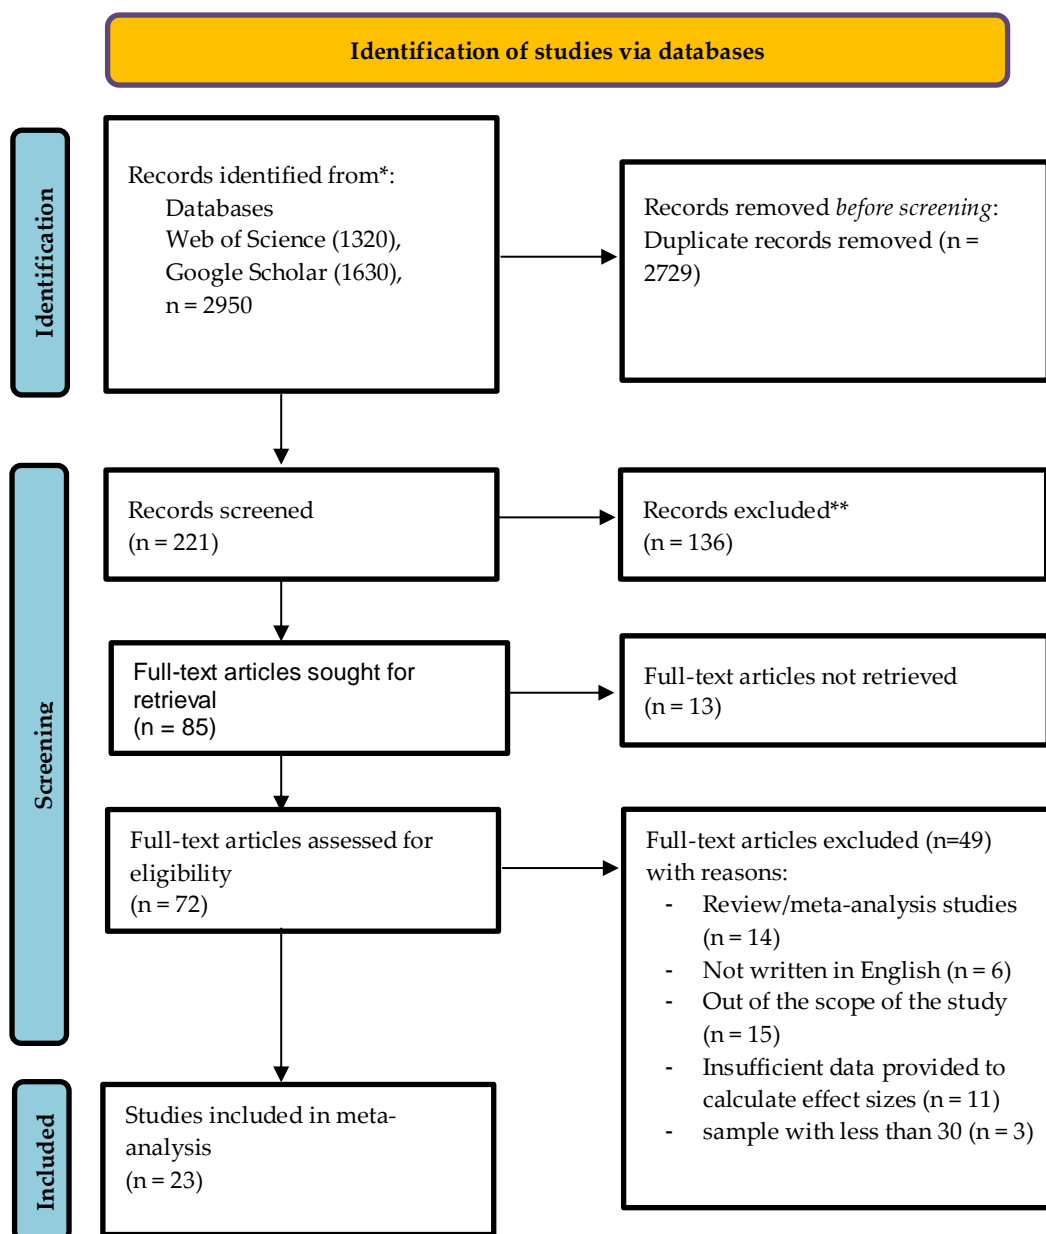 Identification of studies via databases
Identification
Records identified from*:
Databases
Web of Science (1320),
Google Scholar (1630),
n = 2950
Records removed before screening:
Duplicate records removed (n =
2729)
Screening
Records screened
(n = 221)
Records excluded**
(n = 136)
Full-text articles sought for
retrieval
(n = 85)
Full-text articles not retrieved
(n = 13)
Full-text articles assessed for
eligibility
(n = 72)
Full-text articles excluded (n=49)
with reasons:
- Review/meta-analysis studies
(n = 14)
- Not written in English (n = 6)
- Out of the scope of the study
(n = 15)
- Insufficient data provided to
calculate effect sizes (n = 11)
- sample with less than 30 (n = 3)
Included
Studies included in meta-
analysis
(n = 23)